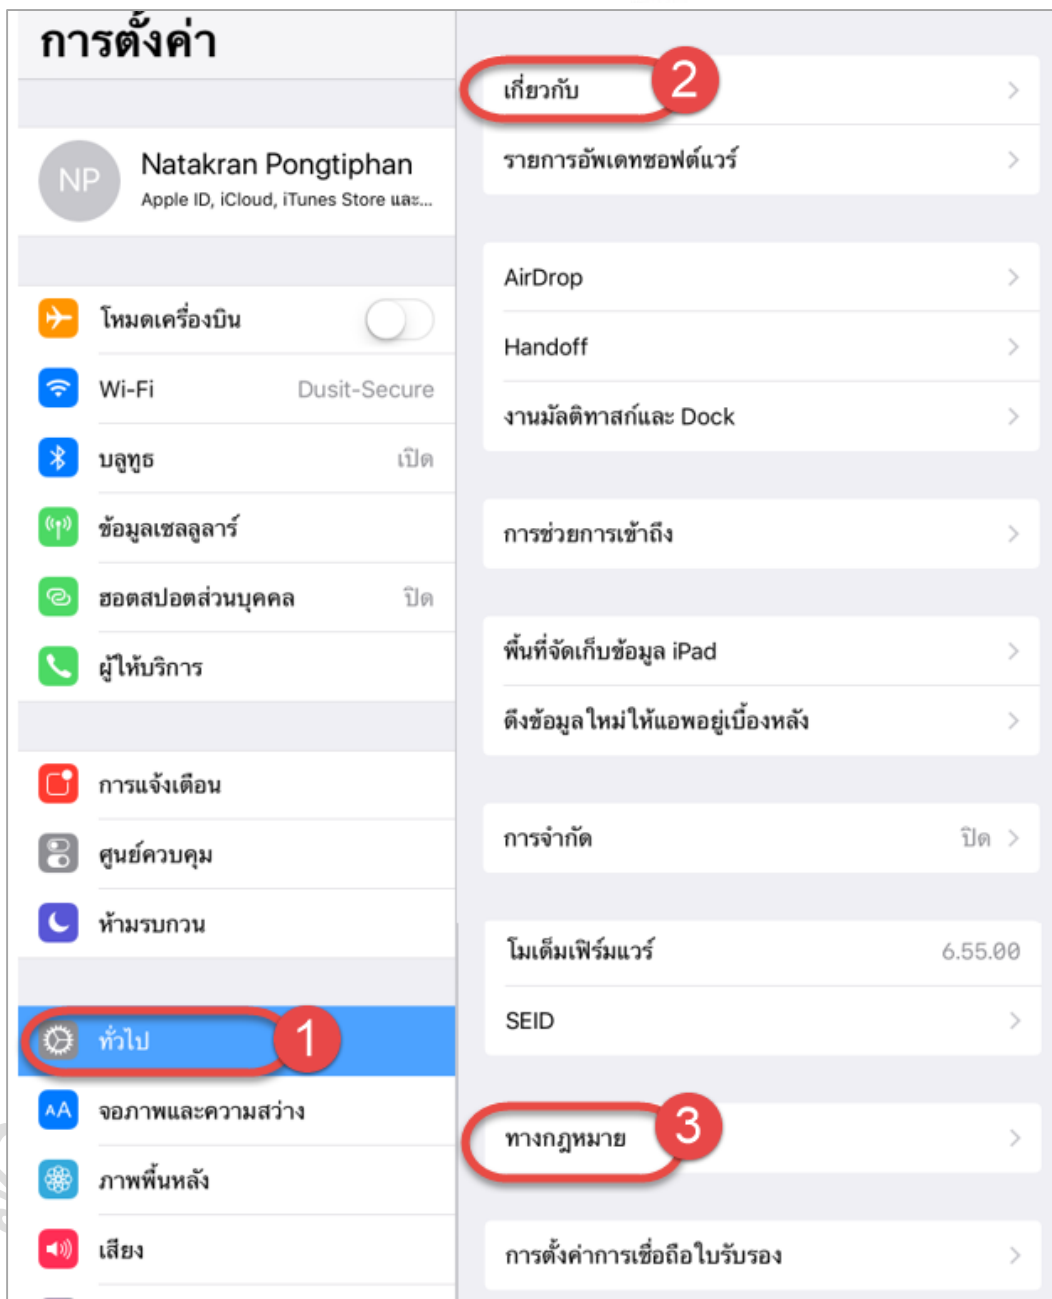 การตั้งค่า
NP
Natakran Pongtiphan
Apple ID, iCloud, iTunes Store และ...
โหมดเครื่องบิน
Wi-Fi Dusit-Secure
บลูทูธ เปิด
ข้อมูลเซลลูลาร์
ฮอตสปอตส่วนบุคคล ปิด
ผู้ให้บริการ
การแจ้งเตือน
ศูนย์ควบคุม
ห้ามรบกวน
ทั่วไป 1
AA จอภาพและความสว่าง
ภาพพื้นหลัง
เสียง
เกี่ยวกับ 2
รายการอัพเดทซอฟต์แวร์
AirDrop
Handoff
งานมัลติทาสก์และ Dock
การช่วยการเข้าถึง
พื้นที่จัดเก็บข้อมูล iPad
ดึงข้อมูลใหม่ให้แอพอยู่เบื้องหลัง
การจำกัด ปิด
โมเด็มเฟิร์มแวร์ 6.55.00
SEID
ทางกฎหมาย 3
การตั้งค่าการเชื่อถือใบรับรอง